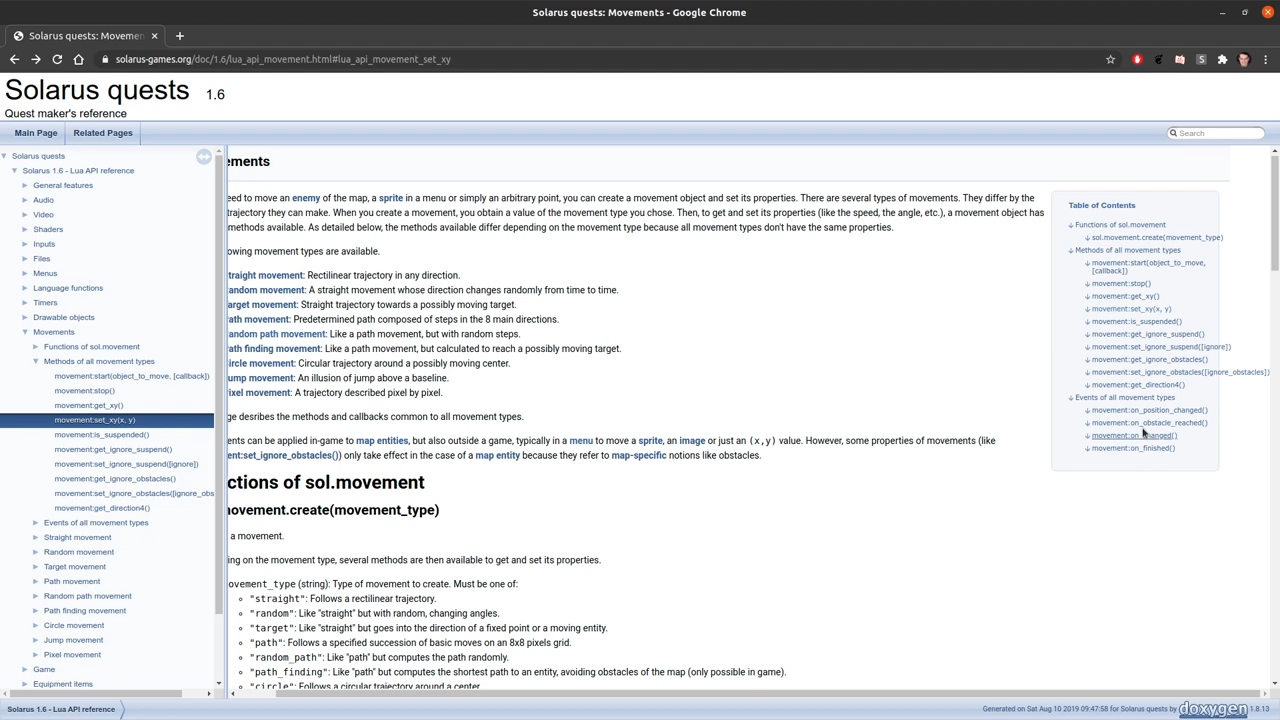 Solarus quests: Movements - Google Chrome
Solarus quests: Movemen
solarus-games.org/doc/1.6/lua_api_movement.html#lua_api_movement_set_xy
Solarus quests 1.6
Quest maker's reference
Main Page
Related Pages
Search
Solarus quests
Solarus 1.6 - Lua API reference
General features
Audio
Video
Shaders
Inputs
Files
Menus
Language functions
Timers
Drawable objects
Movements
Functions of sol.movement
Methods of all movement types
movement:start(object_to_move, [callback])
movement:stop()
movement:get_xy()
movement:set_xy(x, y)
movement:is_suspended()
movement:get_ignore_suspend()
movement:set_ignore_suspend([ignore])
movement:get_ignore_obstacles()
movement:set_ignore_obstacles([ignore_obs
movement:get_direction4()
Events of all movement types
Straight movement
Random movement
Target movement
Path movement
Random path movement
Path finding movement
Circle movement
Jump movement
Pixel movement
Game
Equipment items
ements
eed to move an enemy of the map, a sprite in a menu or simply an arbitrary point, you can create a movement object and set its properties. There are several types of movements. They differ by the
trajectory they can make. When you create a movement, you obtain a value of the movement type you chose. Then, to get and set its properties (like the speed, the angle, etc.), a movement object has
methods available. As detailed below, the methods available differ depending on the movement type because all movement types don't have the same properties.
owing movement types are available.
traight movement: Rectilinear trajectory in any direction.
andom movement: A straight movement whose direction changes randomly from time to time.
arget movement: Straight trajectory towards a possibly moving target.
ath movement: Predetermined path composed of steps in the 8 main directions.
andom path movement: Like a path movement, but with random steps.
ath finding movement: Like a path movement, but calculated to reach a possibly moving target.
ircle movement: Circular trajectory around a possibly moving center.
ump movement: An illusion of jump above a baseline.
ixel movement: A trajectory described pixel by pixel.
ge desribes the methods and callbacks common to all movement types.
ents can be applied in-game to map entities, but also outside a game, typically in a menu to move a sprite, an image or just an (x,y) value. However, some properties of movements (like
ent:set_ignore_obstacles()) only take effect in the case of a map entity because they refer to map-specific notions like obstacles.
ctions of sol.movement
movement.create(movement_type)
a movement.
ing on the movement type, several methods are then available to get and set its properties.
ovement_type (string): Type of movement to create. Must be one of:
"straight": Follows a rectilinear trajectory.
"random": Like "straight" but with random, changing angles.
"target": Like "straight" but goes into the direction of a fixed point or a moving entity.
"path": Follows a specified succession of basic moves on an 8x8 pixels grid.
"random_path": Like "path" but computes the path randomly.
"path_finding": Like "path" but computes the shortest path to an entity, avoiding obstacles of the map (only possible in game).
"circle": Follows a circular trajectory around a center.
Table of Contents
Functions of sol.movement
sol.movement.create(movement_type)
Methods of all movement types
movement:start(object_to_move,
[callback])
movement:stop()
movement:get_xy()
movement:set_xy(x, y)
movement:is_suspended()
movement:get_ignore_suspend()
movement:set_ignore_suspend([ignore])
movement:get_ignore_obstacles()
movement:set_ignore_obstacles([ignore_obstacles])
movement:get_direction4()
Events of all movement types
movement:on_position_changed()
movement:on_obstacle_reached()
movement:on_changed()
movement:on_finished()
Solarus 1.6 - Lua API reference
Generated on Sat Aug 10 2019 09:47:58 for Solarus quests by doxygen 1.8.13